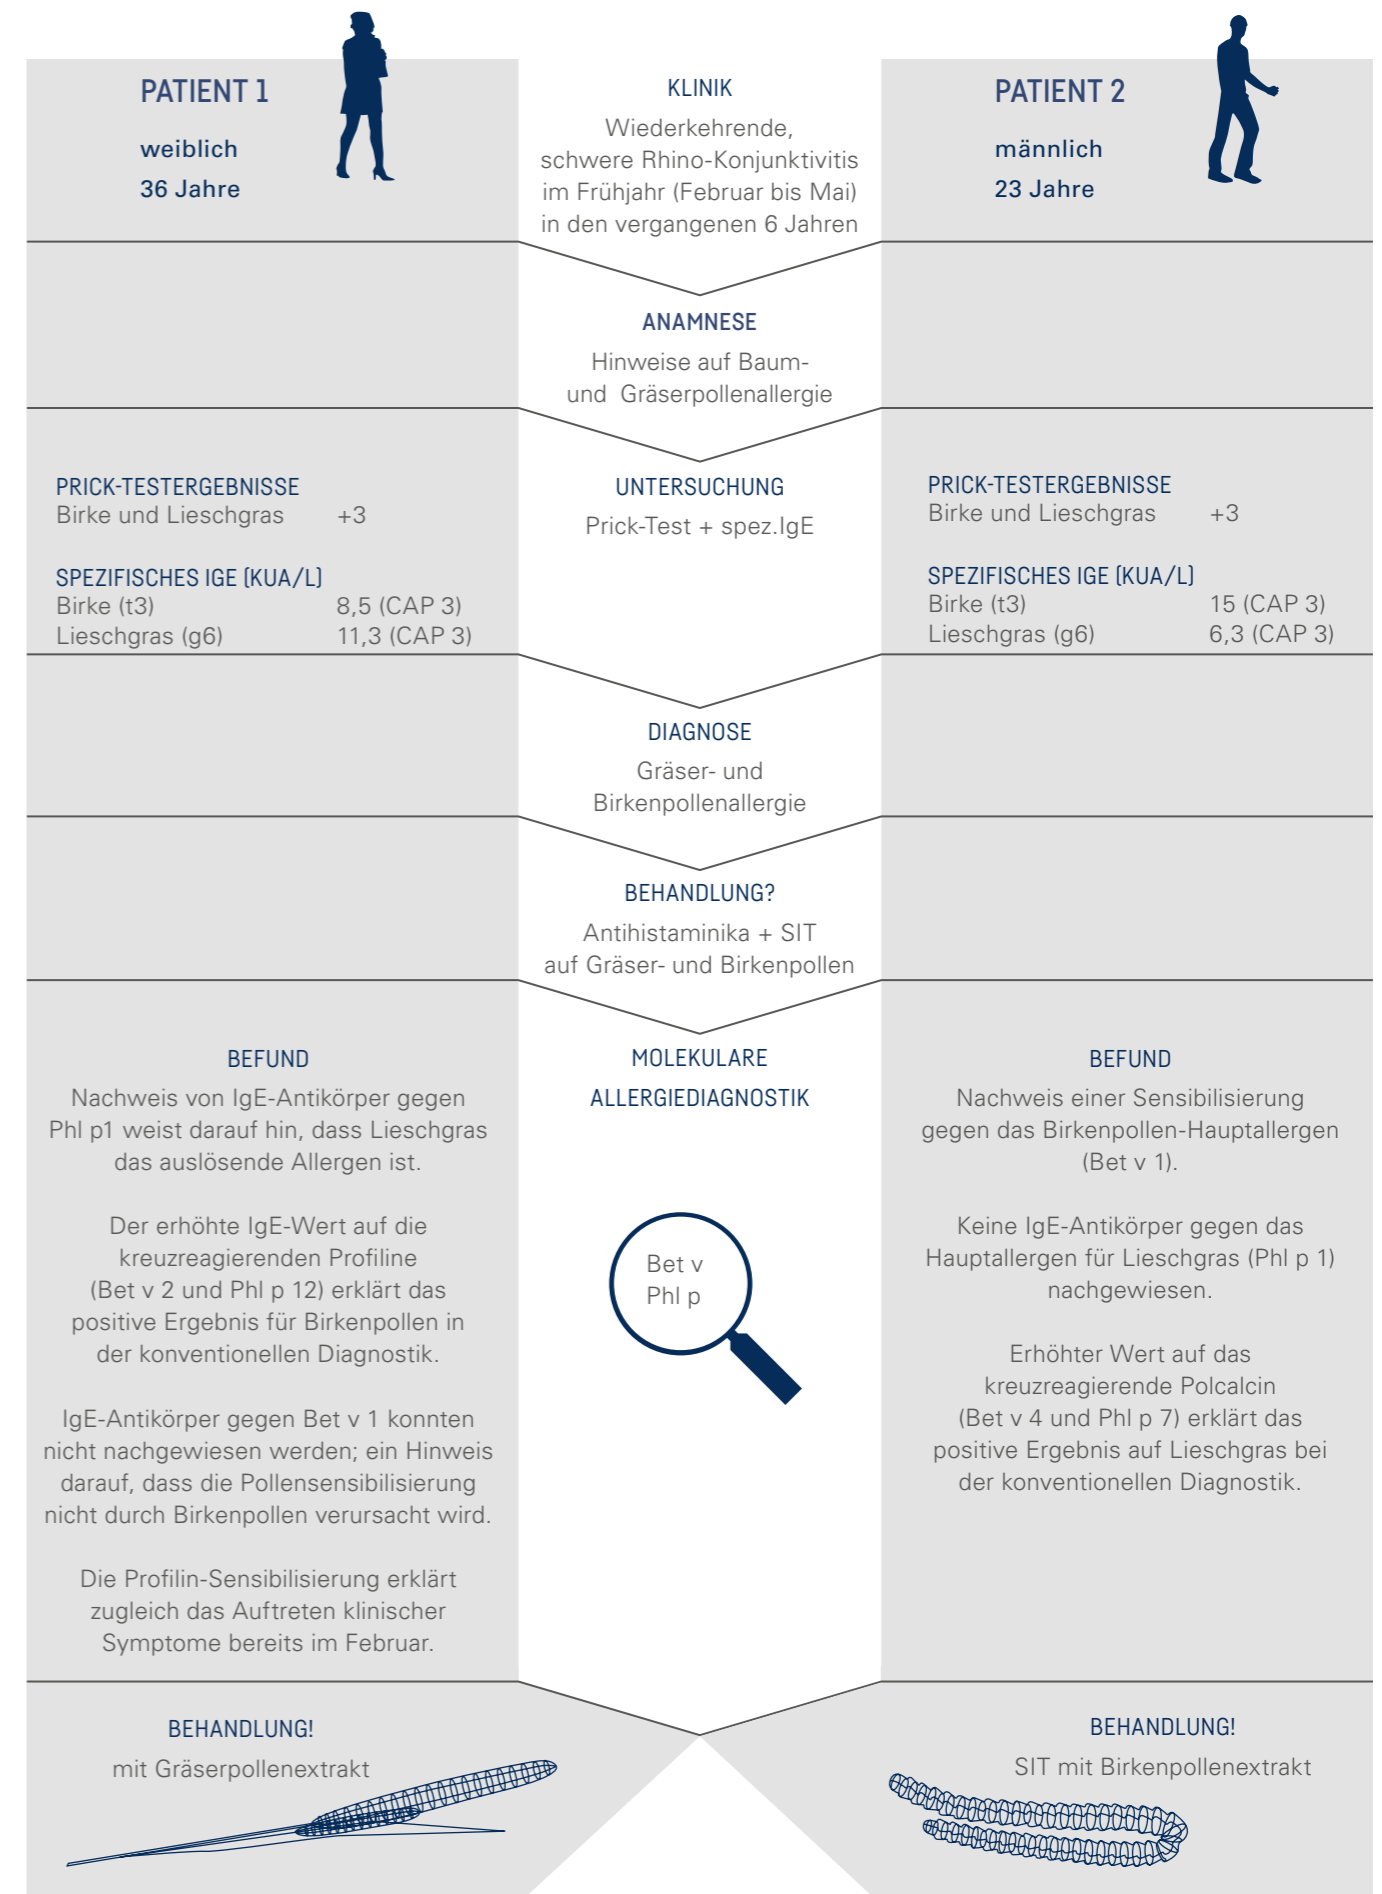 PATIENT 1
weiblich
36 Jahre
KLINIK
Wiederkehrende,
schwere Rhino-Konjunktivitis
im Frühjahr (Februar bis Mai)
in den vergangenen 6 Jahren
PATIENT 2
männlich
23 Jahre
ANAMNESE
Hinweise auf Baum-
und Gräserpollenallergie
PRICK-TESTERGEBNISSE
Birke und Lieschgras +3
SPEZIFISCHES IGE (KUA/L)
Birke (t3) 8,5 (CAP 3)
Lieschgras (g6) 11,3 (CAP 3)
UNTERSUCHUNG
Prick-Test + spez.IgE
PRICK-TESTERGEBNISSE
Birke und Lieschgras +3
SPEZIFISCHES IGE (KUA/L)
Birke (t3) 15 (CAP 3)
Lieschgras (g6) 6,3 (CAP 3)
DIAGNOSE
Gräser- und
Birkenpollenallergie
BEHANDLUNG?
Antihistaminika + SIT
auf Gräser- und Birkenpollen
BEFUND
Nachweis von IgE-Antikörper gegen
Phl p1 weist darauf hin, dass Lieschgras
das auslösende Allergen ist.
Der erhöhte IgE-Wert auf die
kreuzreagierenden Profiline
(Bet v 2 und Phl p 12) erklärt das
positive Ergebnis für Birkenpollen in
der konventionellen Diagnostik.
IgE-Antikörper gegen Bet v 1 konnten
nicht nachgewiesen werden; ein Hinweis
darauf, dass die Pollensensibilisierung
nicht durch Birkenpollen verursacht wird.
Die Profilin-Sensibilisierung erklärt
zugleich das Auftreten klinischer
Symptome bereits im Februar.
MOLEKULARE
ALLERGIEDIAGNOSTIK
Bet v
Phl p
BEFUND
Nachweis einer Sensibilisierung
gegen das Birkenpollen-Hauptallergen
(Bet v 1).
Keine IgE-Antikörper gegen das
Hauptallergen für Lieschgras (Phl p 1)
nachgewiesen.
Erhöhter Wert auf das
kreuzreagierende Polcalcin
(Bet v 4 und Phl p 7) erklärt das
positive Ergebnis auf Lieschgras bei
der konventionellen Diagnostik.
BEHANDLUNG!
mit Gräserpollenextrakt
BEHANDLUNG!
SIT mit Birkenpollenextrakt